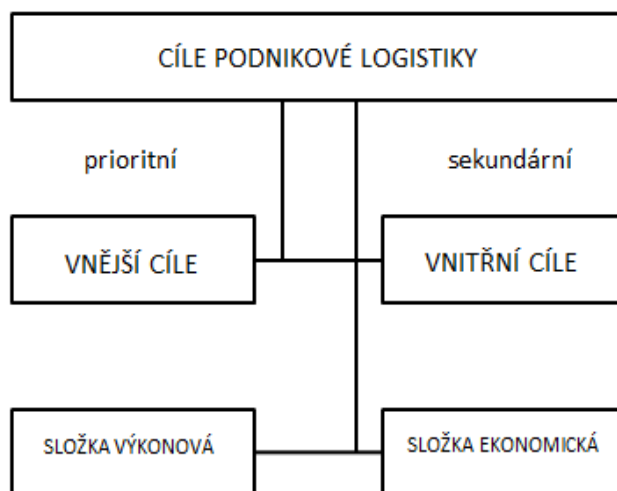 CÍLE PODNIKOVÉ LOGISTIKY
prioritní
sekundární
VNĚJŠÍ CÍLE
VNITŘNÍ CÍLE
SLOŽKA VÝKONOVÁ
SLOŽKA EKONOMICKÁ